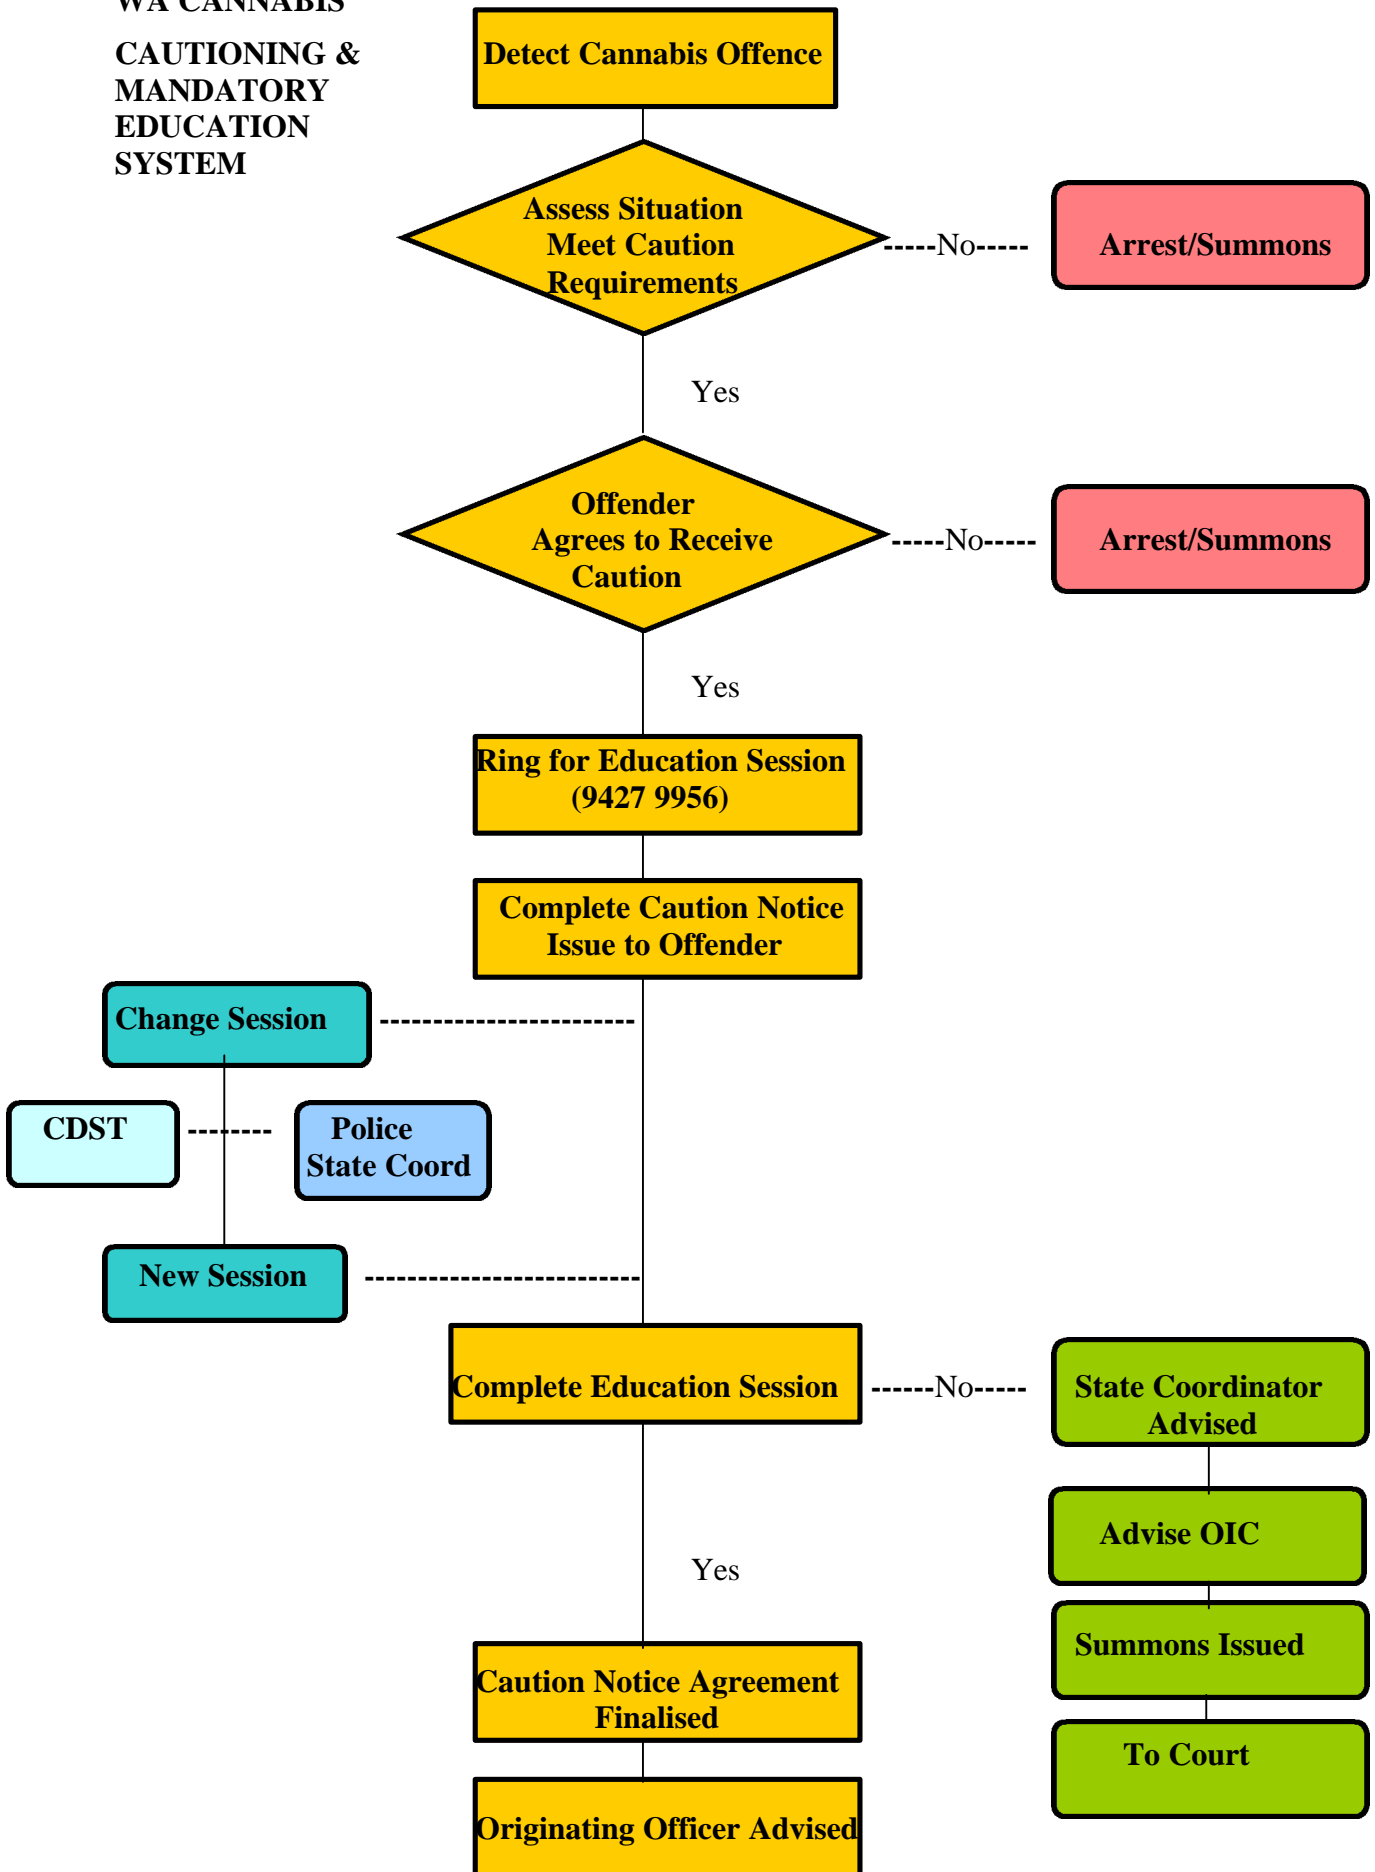 WA CANNABIS
CAUTIONING &
MANDATORY
EDUCATION
SYSTEM
Detect Cannabis Offence
Assess Situation
Meet Caution
Requirements
-----No-----
Arrest/Summons
Yes
Offender
Agrees to Receive
Caution
-----No-----
Arrest/Summons
Yes
Ring for Education Session
(9427 9956)
Complete Caution Notice
Issue to Offender
Change Session
CDST
Police
State Coord
New Session
Complete Education Session
------No-----
State Coordinator
Advised
Advise OIC
Yes
Summons Issued
Caution Notice Agreement
Finalised
To Court
Originating Officer Advised